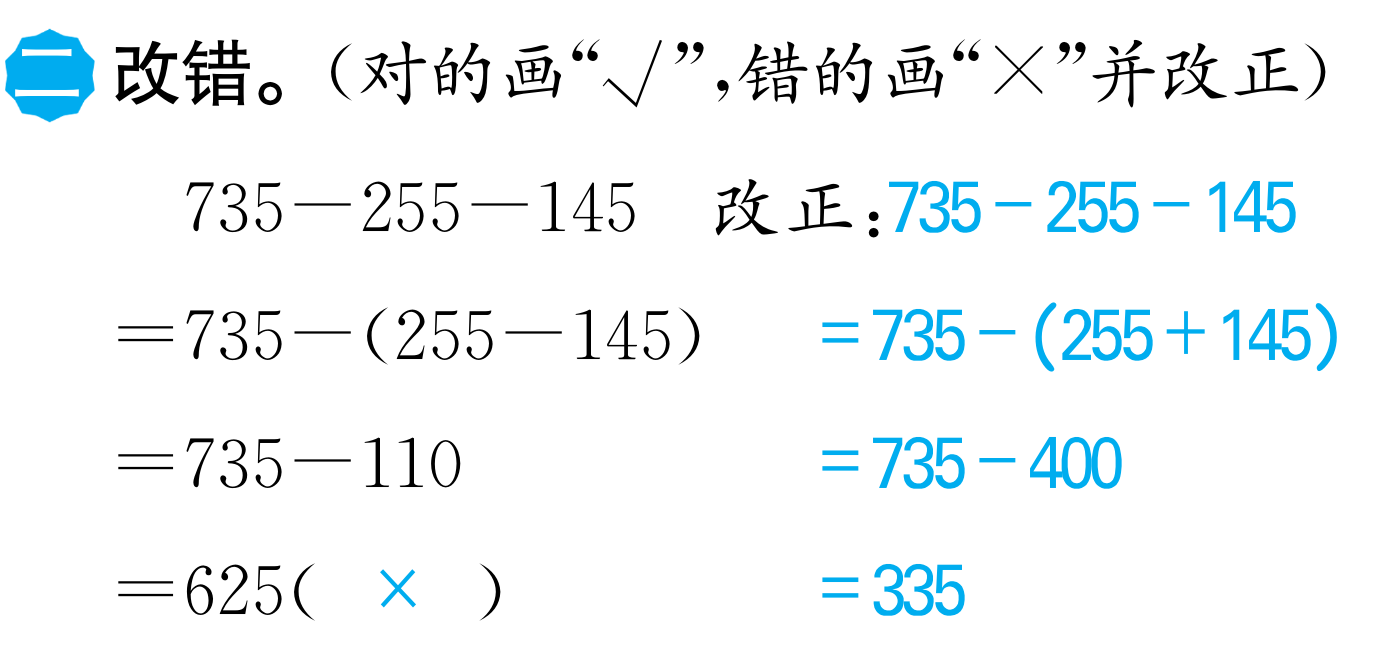 二 改错。(对的画“√”,错的画“×”并改正)
735-255-145 改正:735-255-145
=735-(255-145) =735-(255+145)
=735-110 =735-400
=625( × ) =335